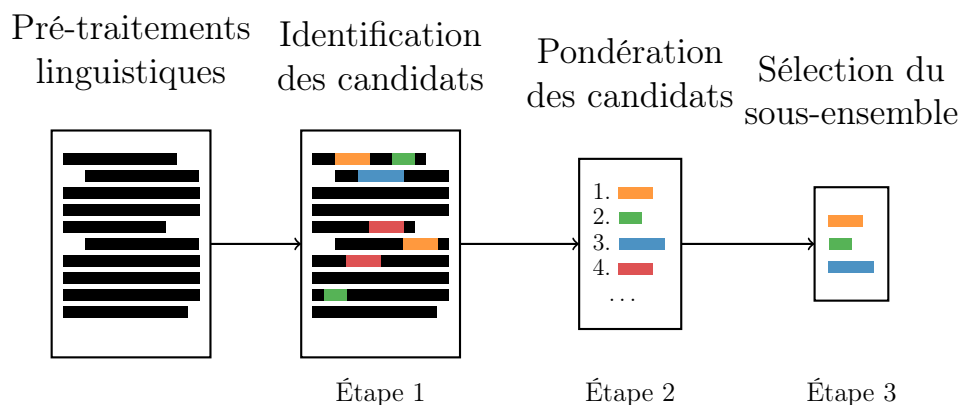 Pré-traitements
linguistiques
Identification
des candidats
Pondération
des candidats
Sélection du
sous-ensemble
1.
2.
3.
4.
...
Étape 1
Étape 2
Étape 3